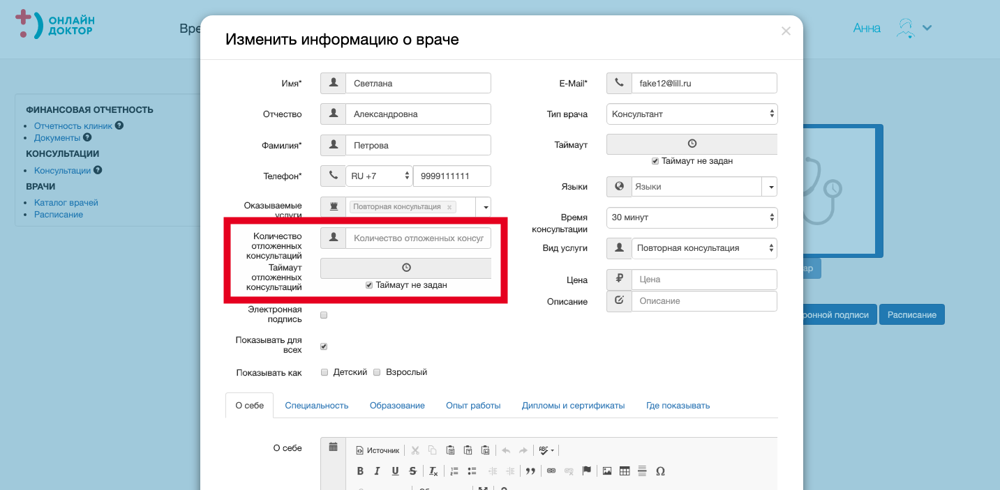 ОНЛАЙН
ДОКТОР
Вре
Анна
Изменить информацию о враче
ФИНАНСОВАЯ ОТЧЕТНОСТЬ
Отчетность клиник
Документы
КОНСУЛЬТАЦИИ
Консультации
ВРАЧИ
Каталог врачей
Расписание
Имя*
Светлана
Отчество
Александровна
Фамилия*
Петрова
Телефон*
RU +7
9999111111
Оказываемые
услуги
Повторная консультация x
Количество
отложенных
консультаций
Количество отложенных консул
Таймаут
отложенных
консультаций
Таймаут не задан
Электронная
подпись
Показывать для
всех
Показывать как
Детский
Взрослый
E-Mail*
fake12@lill.ru
Тип врача
Консультант
Таймаут
Таймаут не задан
Языки
Языки
Время
консультации
30 минут
Вид услуги
Повторная консультация
Цена
Цена
Описание
Описание
ар
ронной подписи
Расписание
О себе
Специальность
Образование
Опыт работы
Дипломы и сертификаты
Где показывать
О себе
Источник